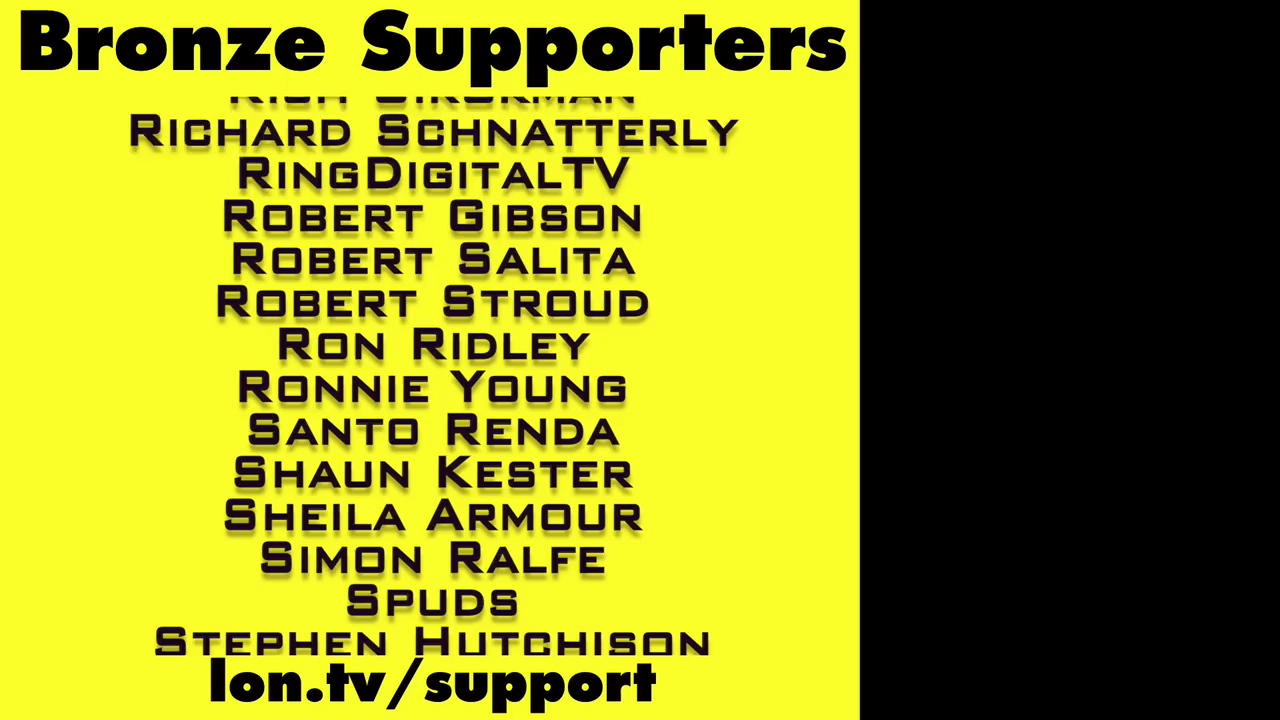 Bronze Supporters
Richard Schnatterly
RingDigitalTV
Robert Gibson
Robert Salita
Robert Stroud
Ron Ridley
Ronnie Young
Santo Renda
Shaun Kester
Sheila Armour
Simon Ralfe
Spuds
Stephen Hutchison
lon.tv/support